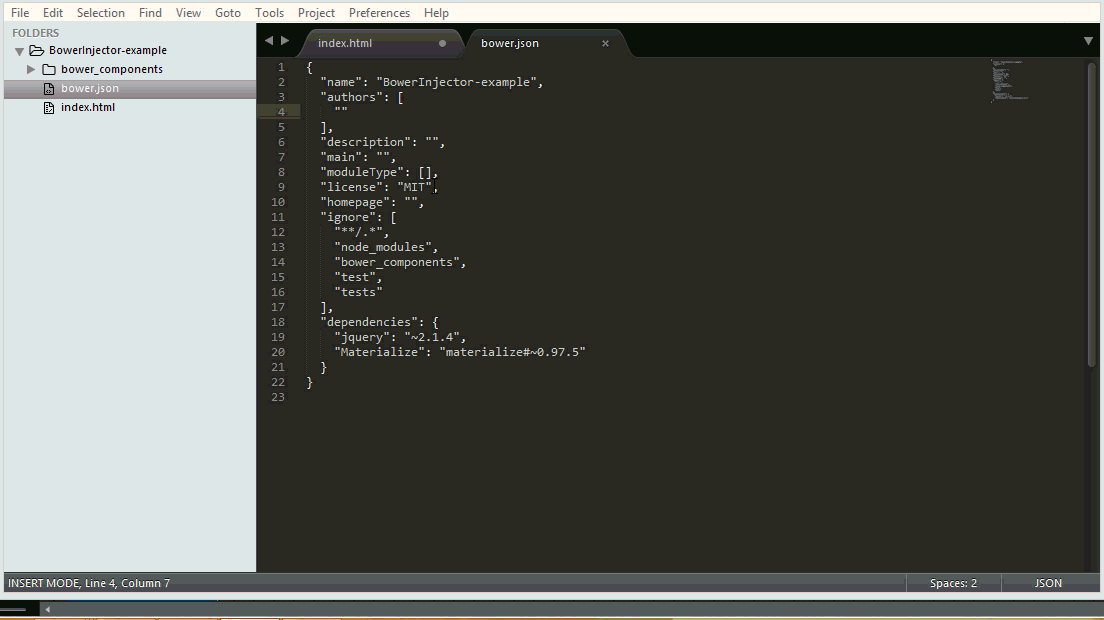 File Edit Selection Find View Goto Tools Project Preferences Help
FOLDERS
BowerInjector-example
bower_components
bower.json
index.html
index.html
bower.json
1 {
2 "name": "BowerInjector-example",
3 "authors": [
4 ""
5 ],
6 "description": "",
7 "main": "",
8 "moduleType": [],
9 "license": "MIT",
10 "homepage": "",
11 "ignore": [
12 "**/.*",
13 "node_modules",
14 "bower_components",
15 "test",
16 "tests"
17 ],
18 "dependencies": {
19 "jquery": "~2.1.4",
20 "Materialize": "materialize#~0.97.5"
21 }
22 }
23
INSERT MODE, Line 4, Column 7
Spaces: 2
JSON